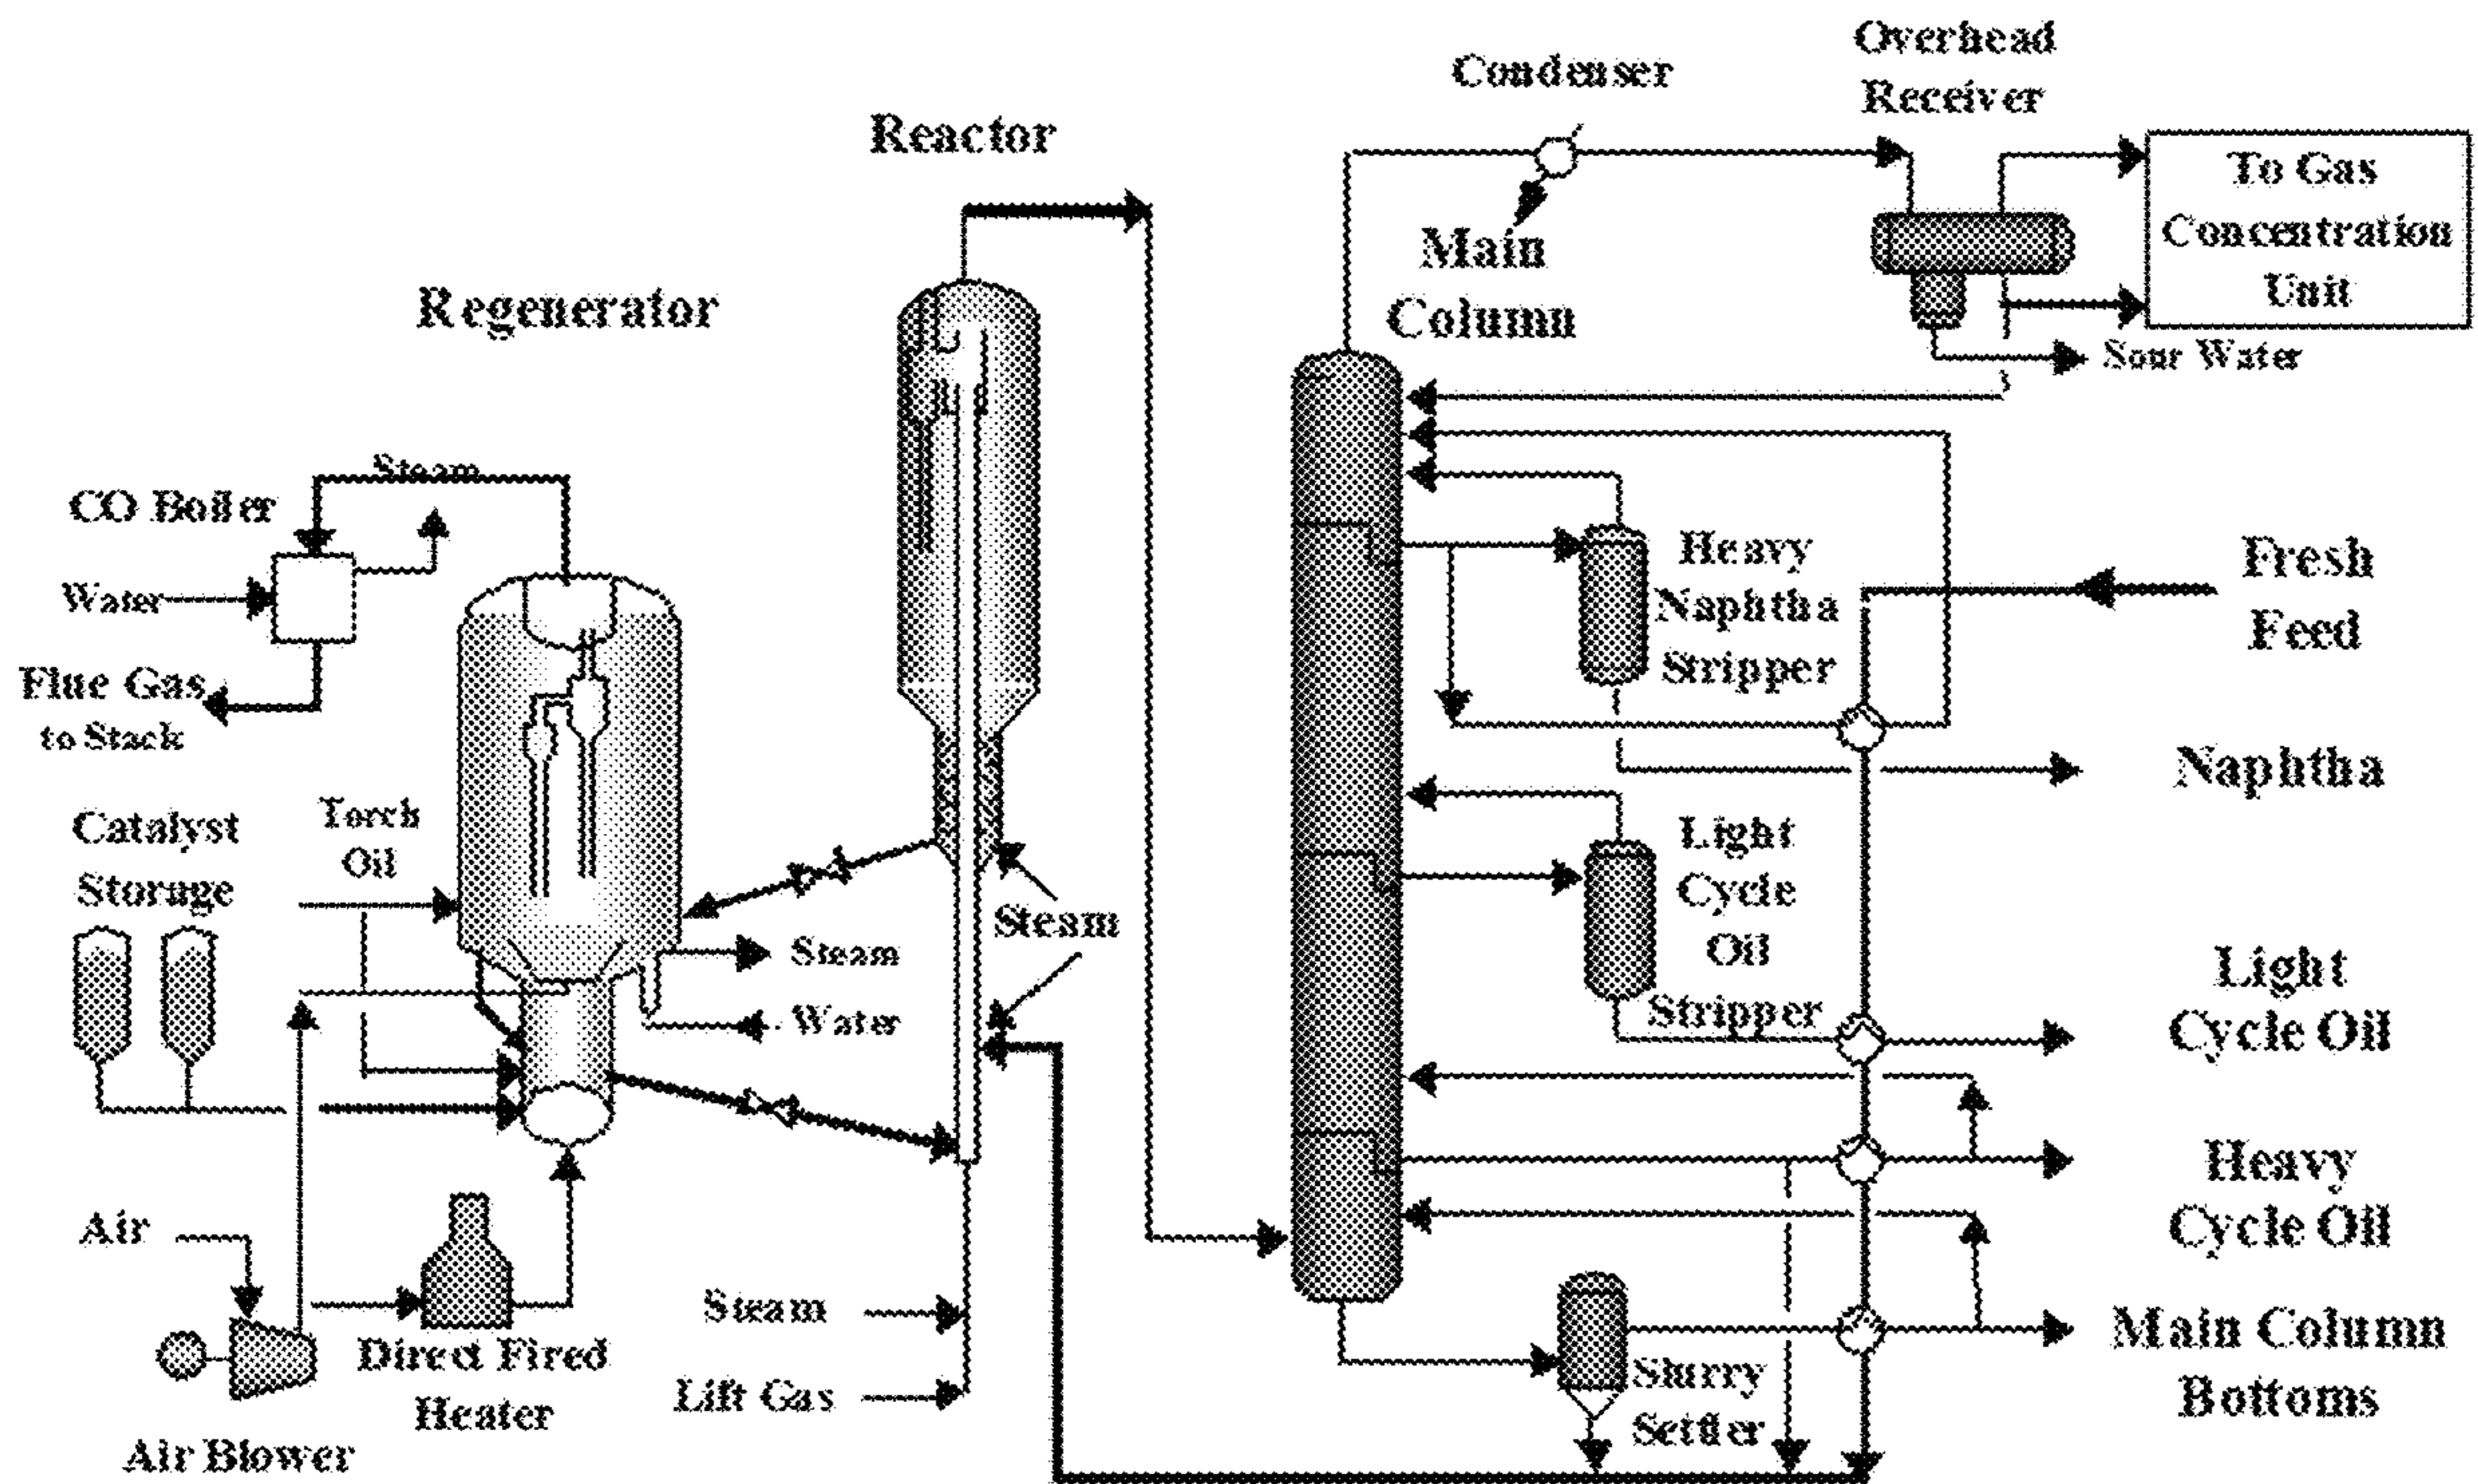 Condenser
Overhead
Receiver
Reactor
To Gas
Concentration
Unit
Main
Column
Regenerator
Sour Water
Steam
CO Boiler
Water
Flue Gas
to Stack
Heavy
Naphtha
Stripper
Fresh
Feed
Naphtha
Catalyst
Storage
Torch
Oil
Light
Cycle
Oil
Stripper
Steam
Steam
Water
Light
Cycle Oil
Heavy
Cycle Oil
Air
Steam
Lift Gas
Direct Fired
Heater
Air Blower
Slurry
Settler
Main Column
Bottoms